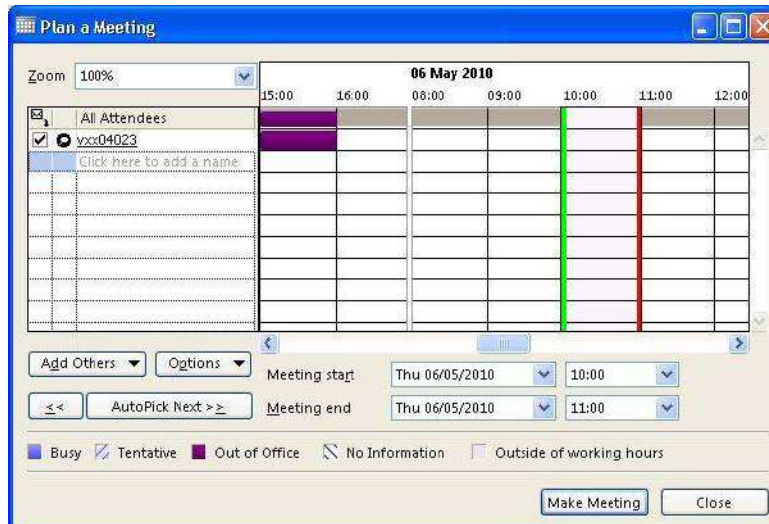 Plan a Meeting
Zoom 100%
06 May 2010
15:00 16:00 08:00 09:00 10:00 11:00 12:00
All Attendees
vxx04023
Click here to add a name
Add Others Options
Meeting start Thu 06/05/2010 10:00
<< AutoPick Next >> Meeting end Thu 06/05/2010 11:00
Busy Tentative Out of Office No Information Outside of working hours
Make Meeting Close